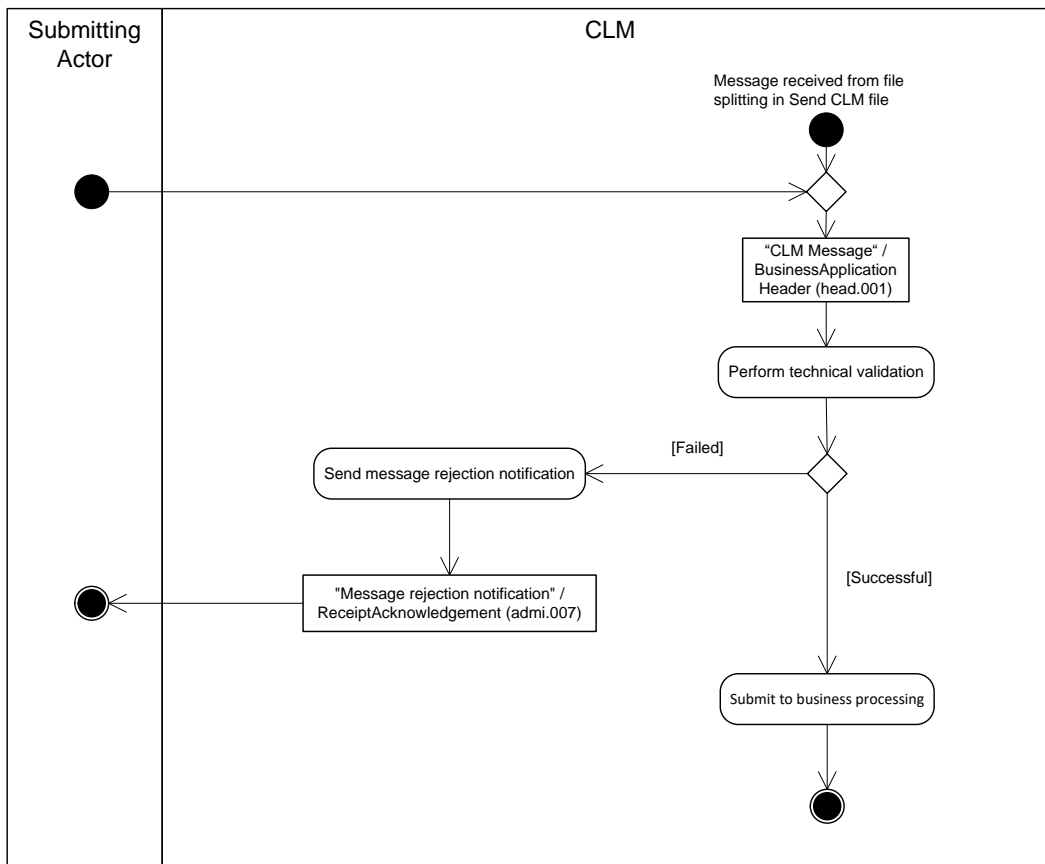 Submitting
Actor
CLM
Message received from file
splitting in Send CLM file
“CLM Message“ /
BusinessApplication
Header (head.001)
Perform technical validation
[Failed]
Send message rejection notification
[Successful]
"Message rejection notification" /
ReceiptAcknowledgement (admi.007)
Submit to business processing